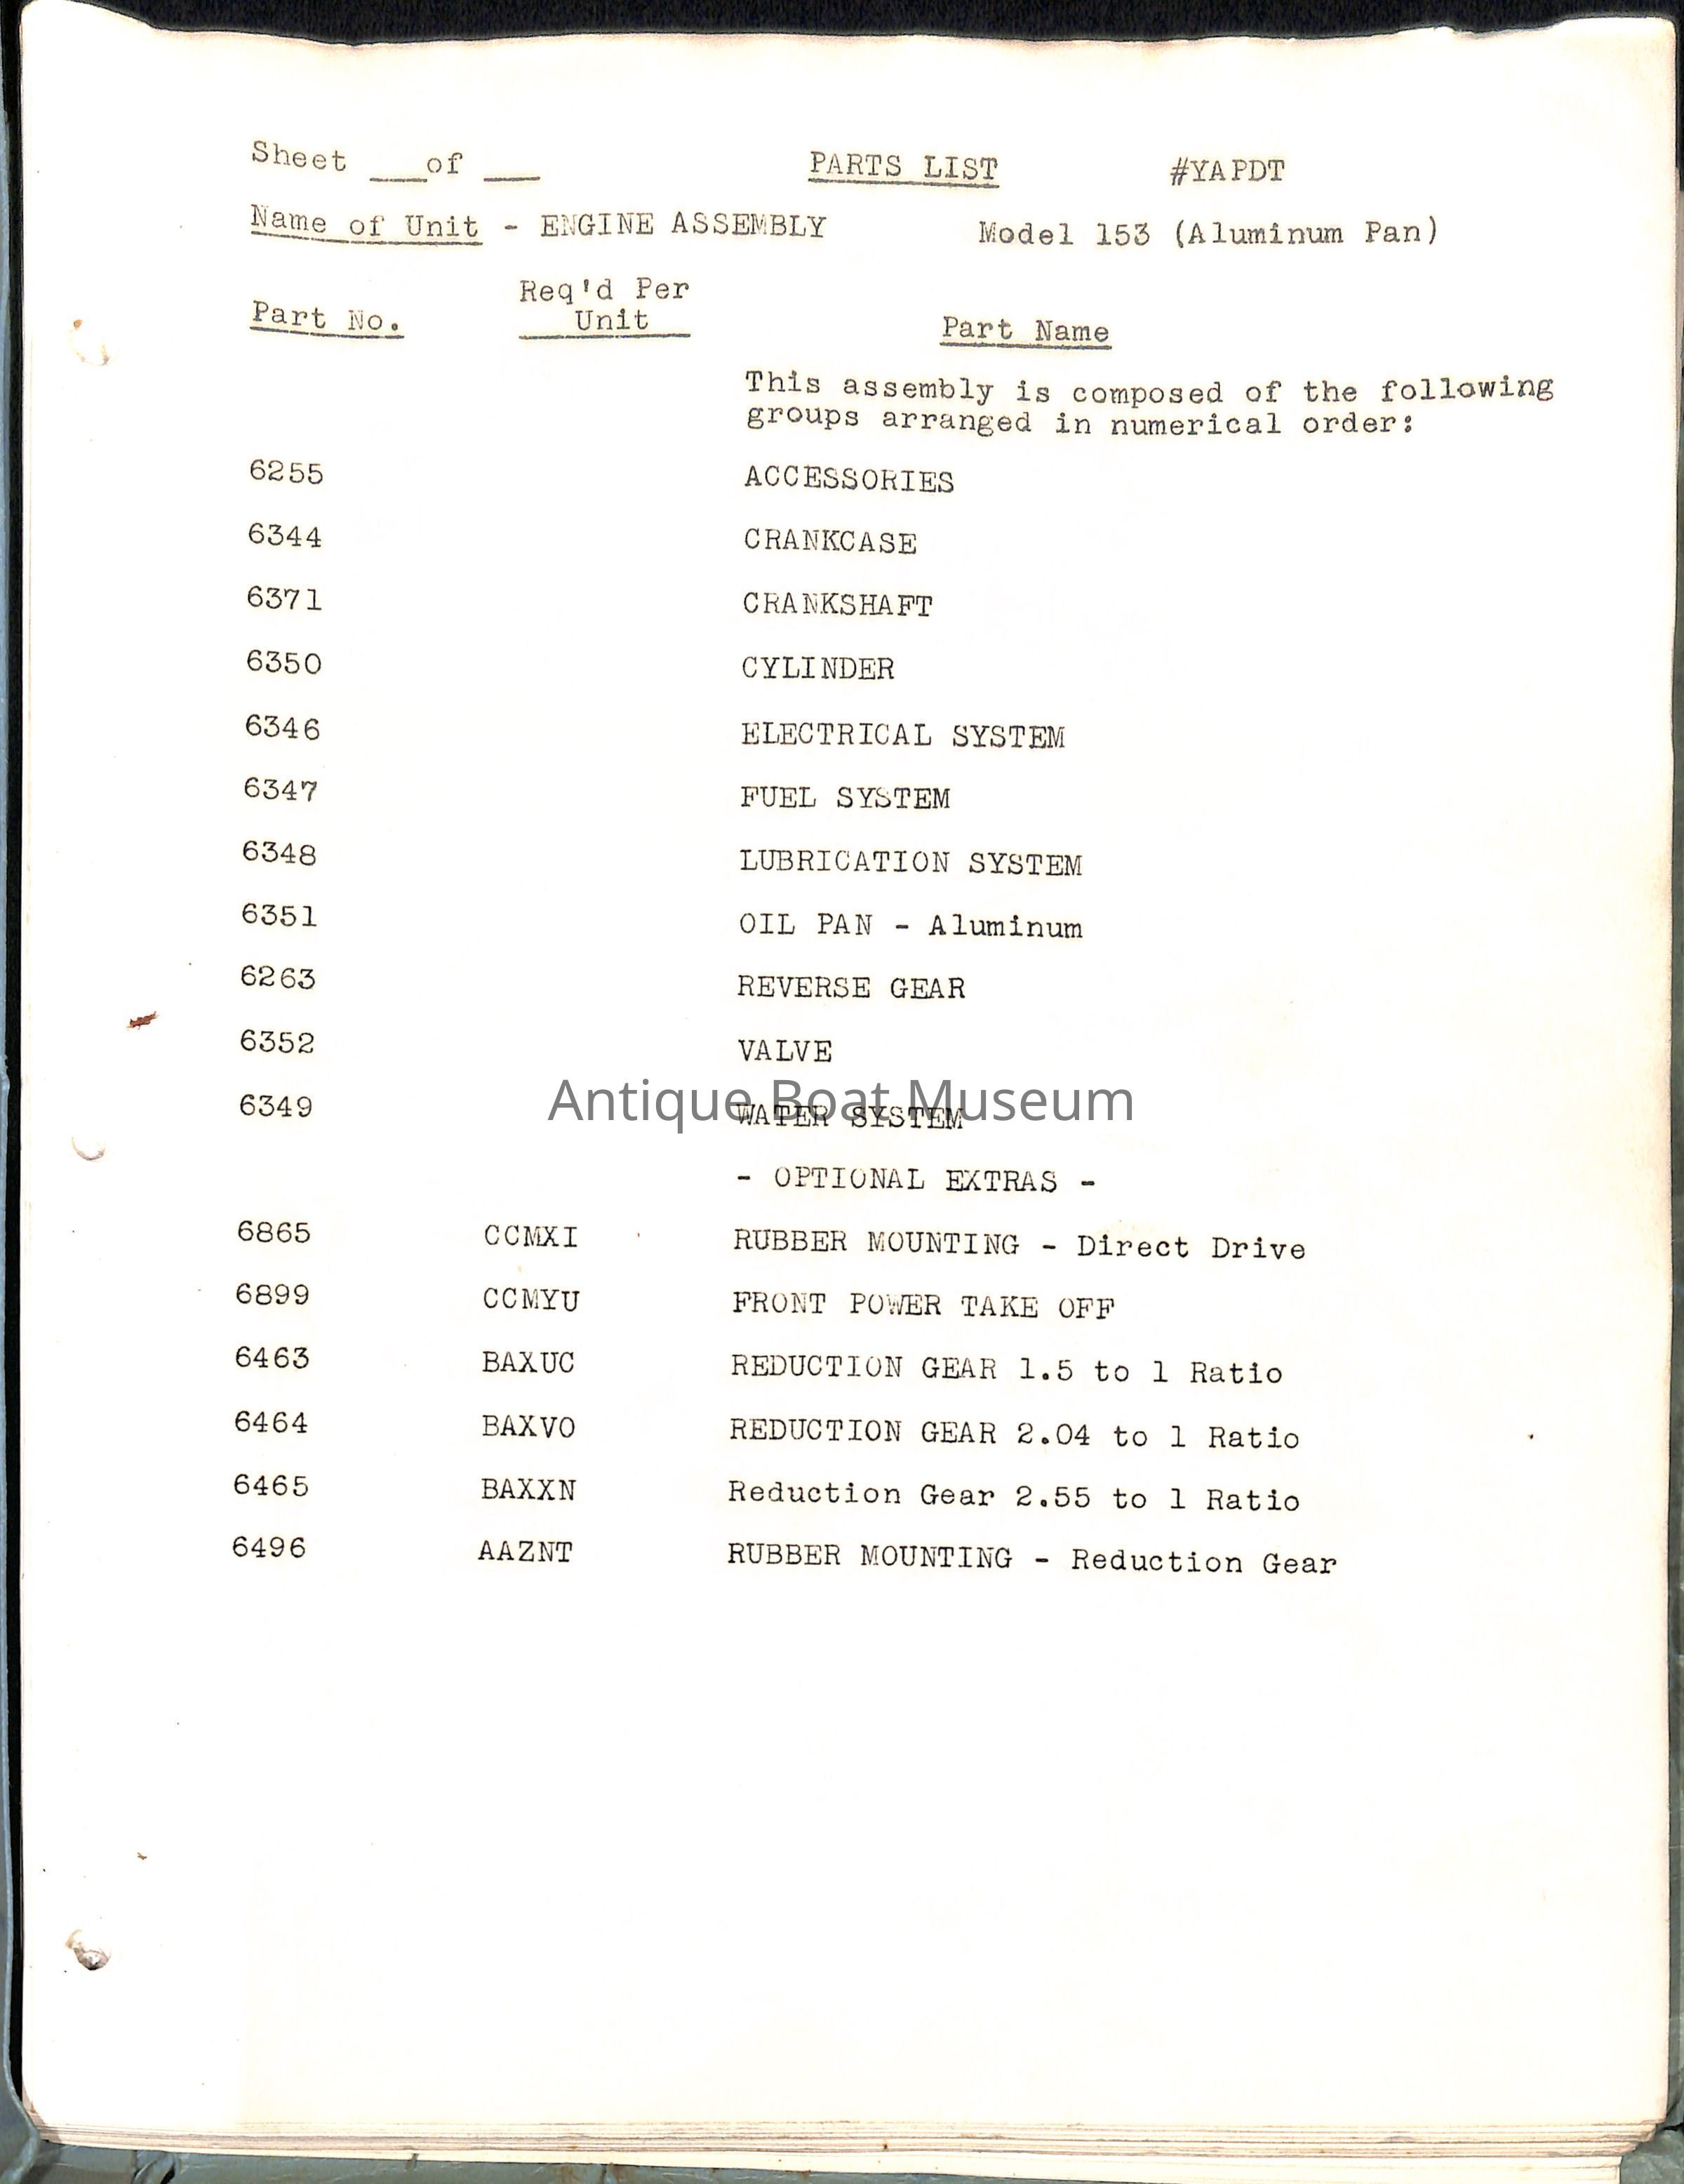 Sheet ___of ___ PARTS LIST #YAPDT
Name of Unit - ENGINE ASSEMBLY Model 153 (Aluminum Pan)
Req'd Per
Part No. Unit Part Name
This assembly is composed of the following
groups arranged in numerical order:
6255 ACCESSORIES
6344 CRANKCASE
6371 CRANKSHAFT
6350 CYLINDER
6346 ELECTRICAL SYSTEM
6347 FUEL SYSTEM
6348 LUBRICATION SYSTEM
6351 OIL PAN - Aluminum
6263 REVERSE GEAR
6352 VALVE
6349 WATER SYSTEM
Antique Boat Museum
- OPTIONAL EXTRAS -
6865 CCMXI RUBBER MOUNTING - Direct Drive
6899 CCMYU FRONT POWER TAKE OFF
6463 BAXUC REDUCTION GEAR 1.5 to 1 Ratio
6464 BAXVO REDUCTION GEAR 2.04 to 1 Ratio
6465 BAXXN Reduction Gear 2.55 to 1 Ratio
6496 AAZNT RUBBER MOUNTING - Reduction Gear